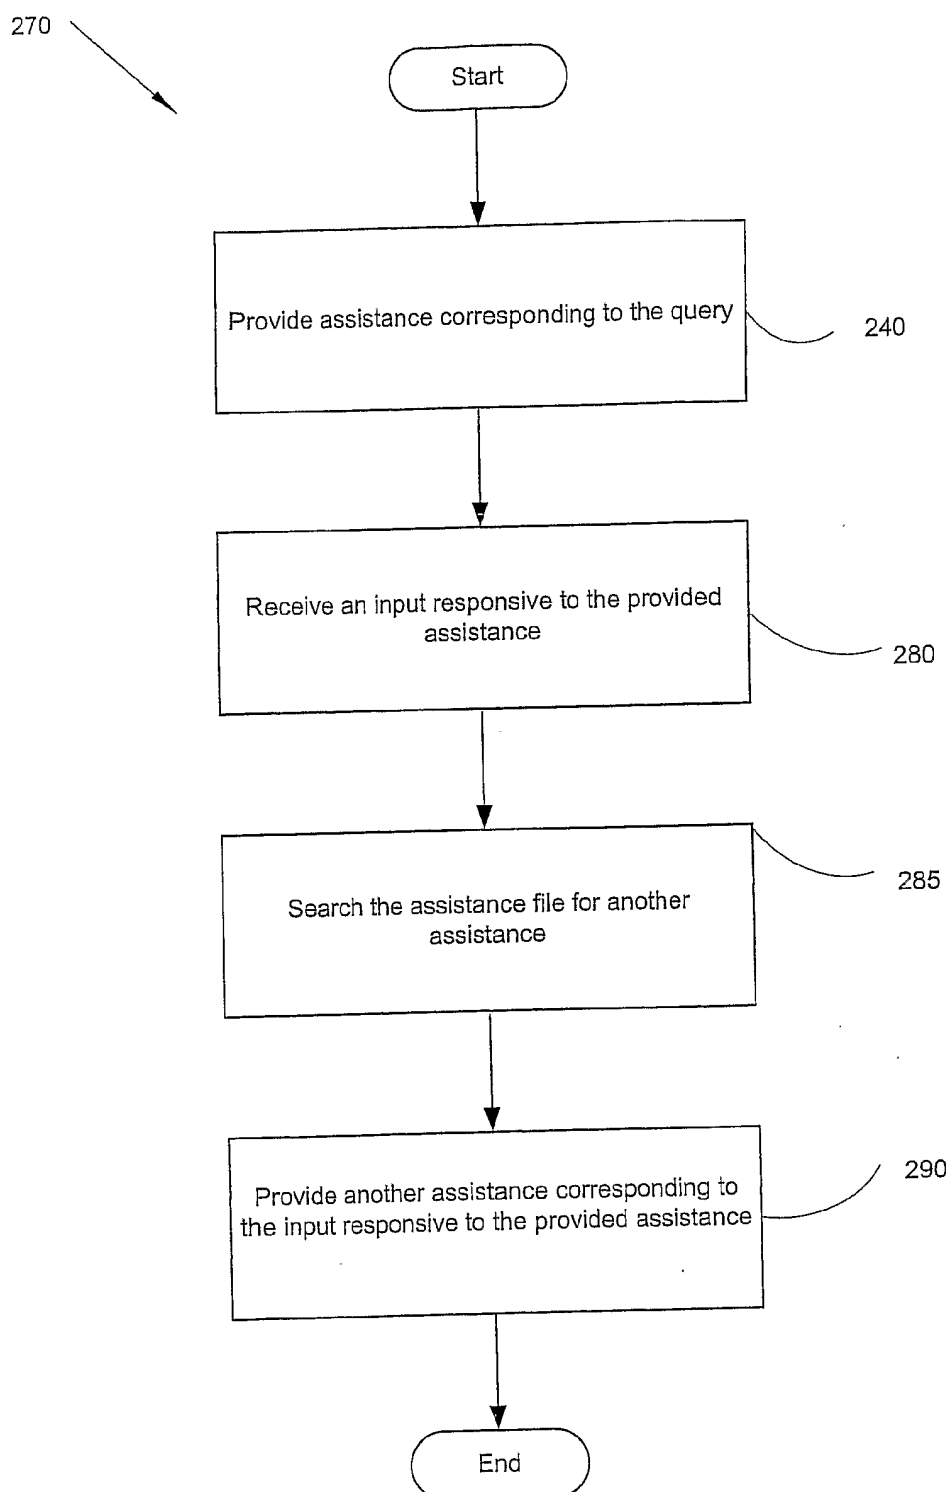 270
Start
Provide assistance corresponding to the query
240
Receive an input responsive to the provided
assistance
280
Search the assistance file for another
assistance
285
Provide another assistance corresponding to
the input responsive to the provided assistance
290
End